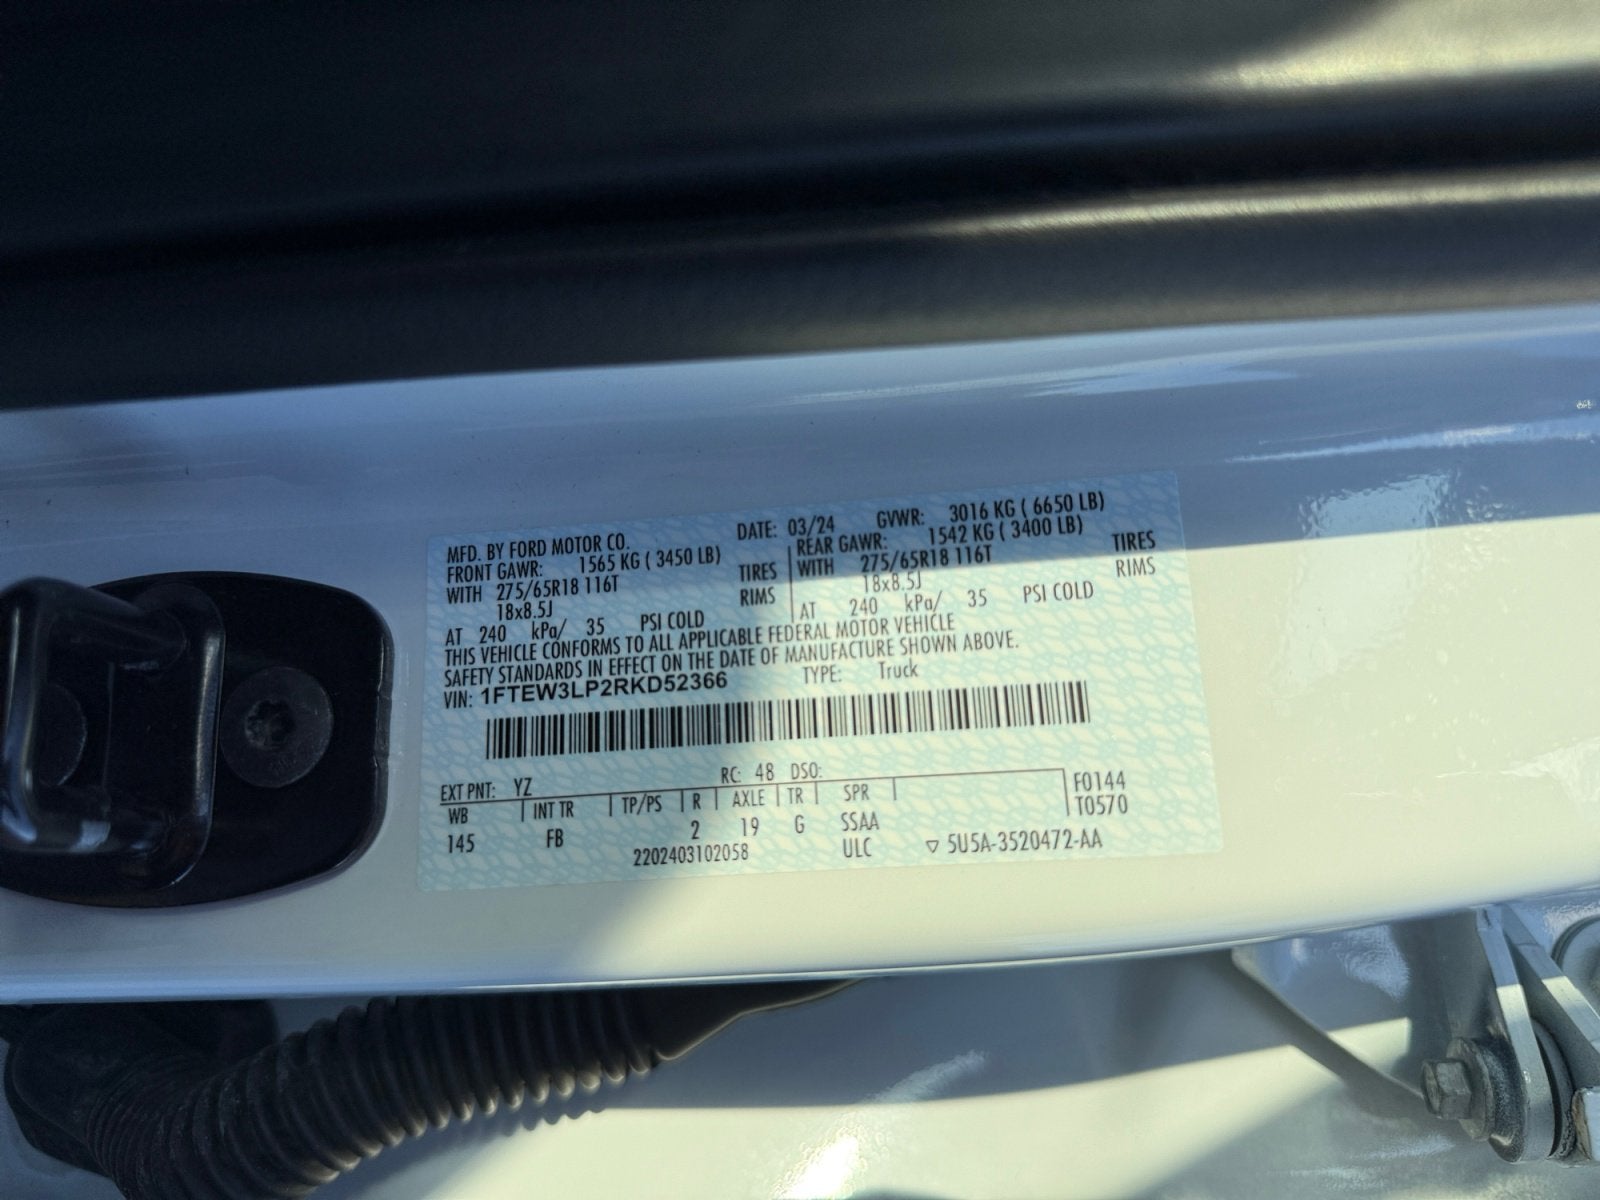 MFD. BY FORD MOTOR CO. DATE: 03/24 GVWR: 3016 KG ( 6650 LB)
FRONT GAWR: 1565 KG ( 3450 LB) REAR GAWR: 1542 KG ( 3400 LB)
WITH 275/65R18 116T TIRES WITH 275/65R18 116T TIRES
18x8.5J RIMS 18x8.5J RIMS
AT 240 kPa/ 35 PSI COLD AT 240 kPa/ 35 PSI COLD
THIS VEHICLE CONFORMS TO ALL APPLICABLE FEDERAL MOTOR VEHICLE
SAFETY STANDARDS IN EFFECT ON THE DATE OF MANUFACTURE SHOWN ABOVE.
VIN: 1FTEW3LP2RKD52366 TYPE: Truck
EXT PNT: YZ RC: 48 DSO: F0144
WB INT TR TP/PS R AXLE TR SPR T0570
145 FB 2 19 G SSAA
2202403102058 ULC ▽ 5U5A-3520472-AA